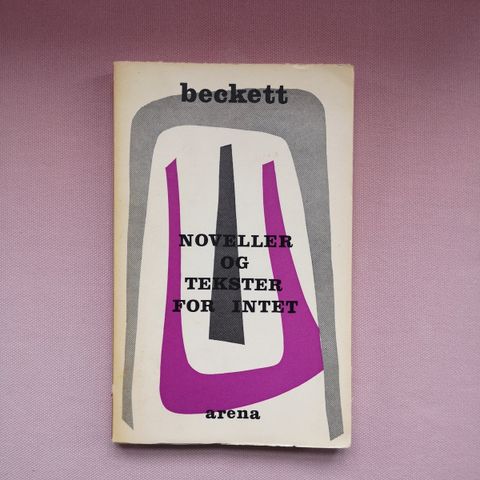 beckett
NOVELLER
OG
TEKSTER
FOR INTET
arena